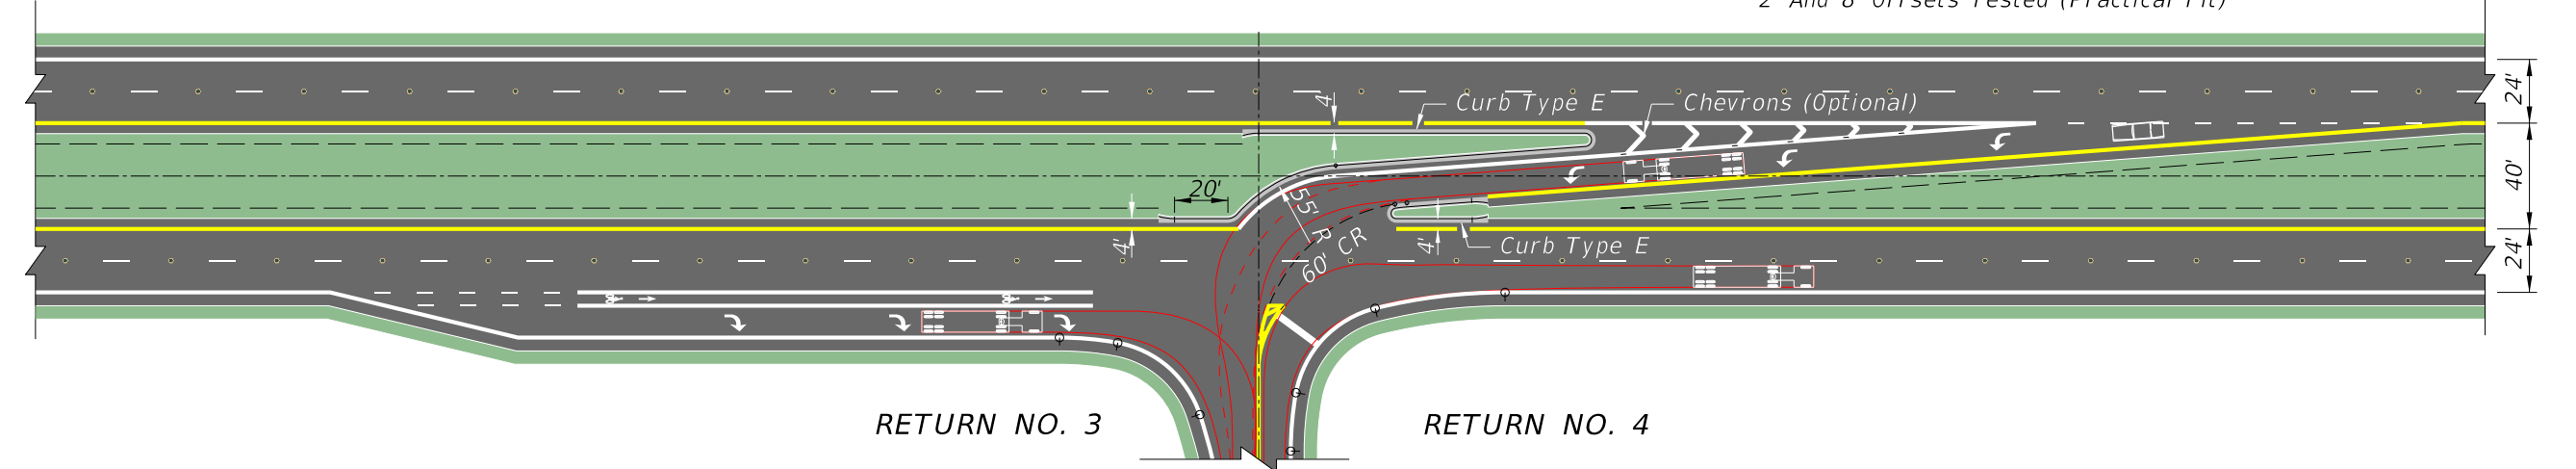 2' And 8' Offsets Tested (Practical Fit)
24'
4'
Curb Type E
Chevrons (Optional)
40'
20'
55' R
60' CR
4'
4'
Curb Type E
24'
RETURN NO. 3
RETURN NO. 4